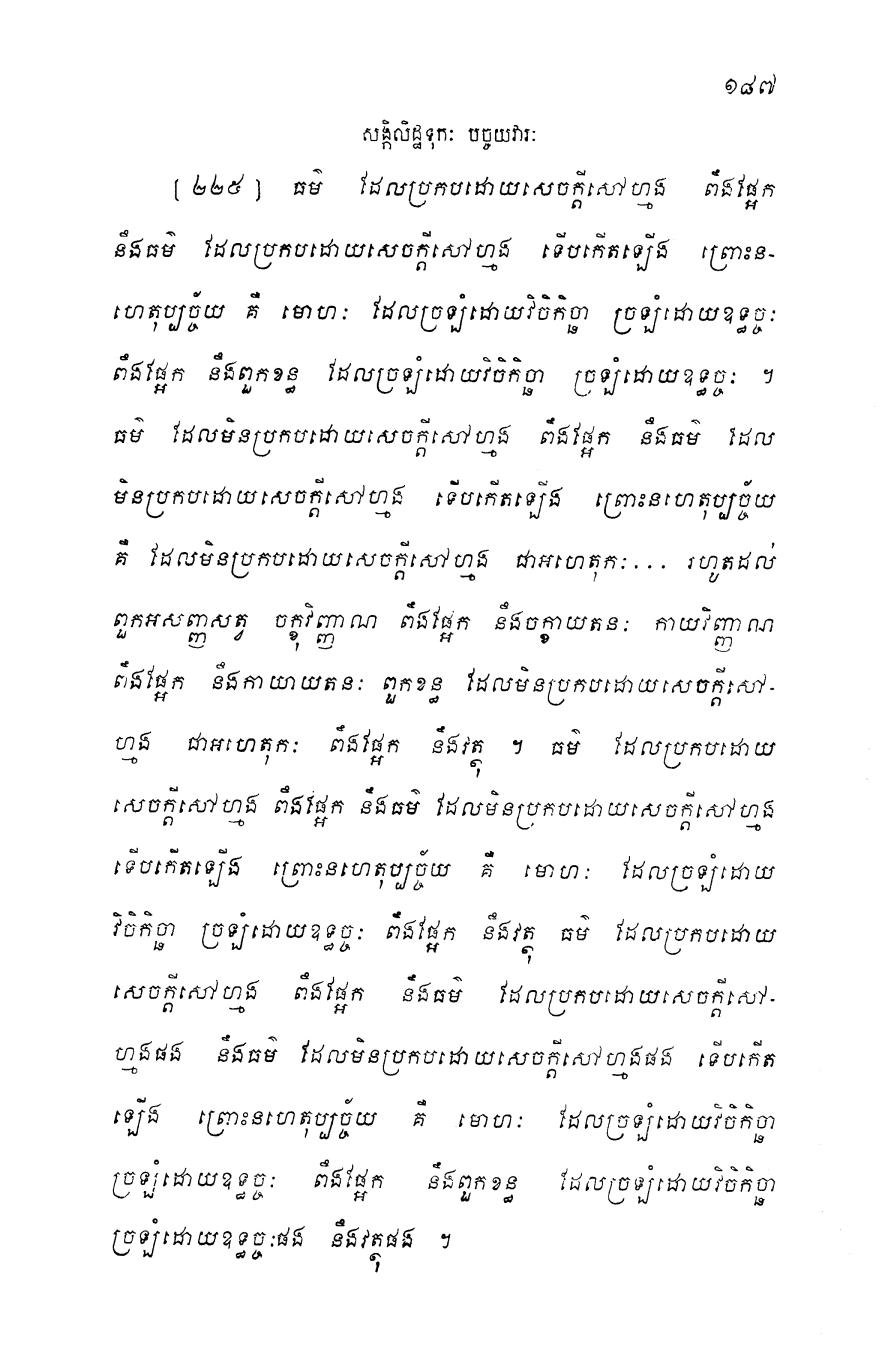 ១៨៧
សង្កិលិដ្ឋទុកៈ បច្ចយវារៈ
[ ២២៥ ] ធម៌ ដែលប្រកបដោយសេចក្តីសៅហ្មង ពឹងផ្អែក
នឹងធម៌ ដែលប្រកបដោយសេចក្តីសៅហ្មង ទើបកើតឡើង ព្រោះន-
ហេតុប្បច្ច័យ គឺ មោហៈ ដែលច្រឡំដោយវិចិកិច្ឆា ច្រឡំដោយឧទ្ធច្ចៈ
ពឹងផ្អែក នឹងពួកខន្ធ ដែលច្រឡំដោយវិចិកិច្ឆា ច្រឡំដោយឧទ្ធច្ចៈ ។
ធម៌ ដែលមិនប្រកបដោយសេចក្តីសៅហ្មង ពឹងផ្អែក នឹងធម៌ ដែល
មិនប្រកបដោយសេចក្តីសៅហ្មង ទើបកើតឡើង ព្រោះនហេតុប្បច្ច័យ
គឺ ដែលមិនប្រកបដោយសេចក្តីសៅហ្មង ជាអហេតុកៈ... រហូតដល់
ពួកអសញ្ញសត្វ ចក្ខុវិញ្ញាណ ពឹងផ្អែក នឹងចក្ខាយតនៈ កាយវិញ្ញាណ
ពឹងផ្អែក នឹងកាយាយតនៈ ពួកខន្ធ ដែលមិនប្រកបដោយសេចក្តីសៅ-
ហ្មង ជាអហេតុកៈ ពឹងផ្អែក នឹងវត្ថុ ។ ធម៌ ដែលប្រកបដោយ
សេចក្តីសៅហ្មង ពឹងផ្អែក នឹងធម៌ ដែលមិនប្រកបដោយសេចក្តីសៅហ្មង
ទើបកើតឡើង ព្រោះនហេតុប្បច្ច័យ គឺ មោហៈ ដែលច្រឡំដោយ
វិចិកិច្ឆា ច្រឡំដោយឧទ្ធច្ចៈ ពឹងផ្អែក នឹងវត្ថុ ធម៌ ដែលប្រកបដោយ
សេចក្តីសៅហ្មង ពឹងផ្អែក នឹងធម៌ ដែលប្រកបដោយសេចក្តីសៅ-
ហ្មងផង នឹងធម៌ ដែលមិនប្រកបដោយសេចក្តីសៅហ្មងផង ទើបកើត
ឡើង ព្រោះនហេតុប្បច្ច័យ គឺ មោហៈ ដែលច្រឡំដោយវិចិកិច្ឆា
ច្រឡំដោយឧទ្ធច្ចៈ ពឹងផ្អែក នឹងពួកខន្ធ ដែលច្រឡំដោយវិចិកិច្ឆា
ច្រឡំដោយឧទ្ធច្ចៈផង នឹងវត្ថុផង ។